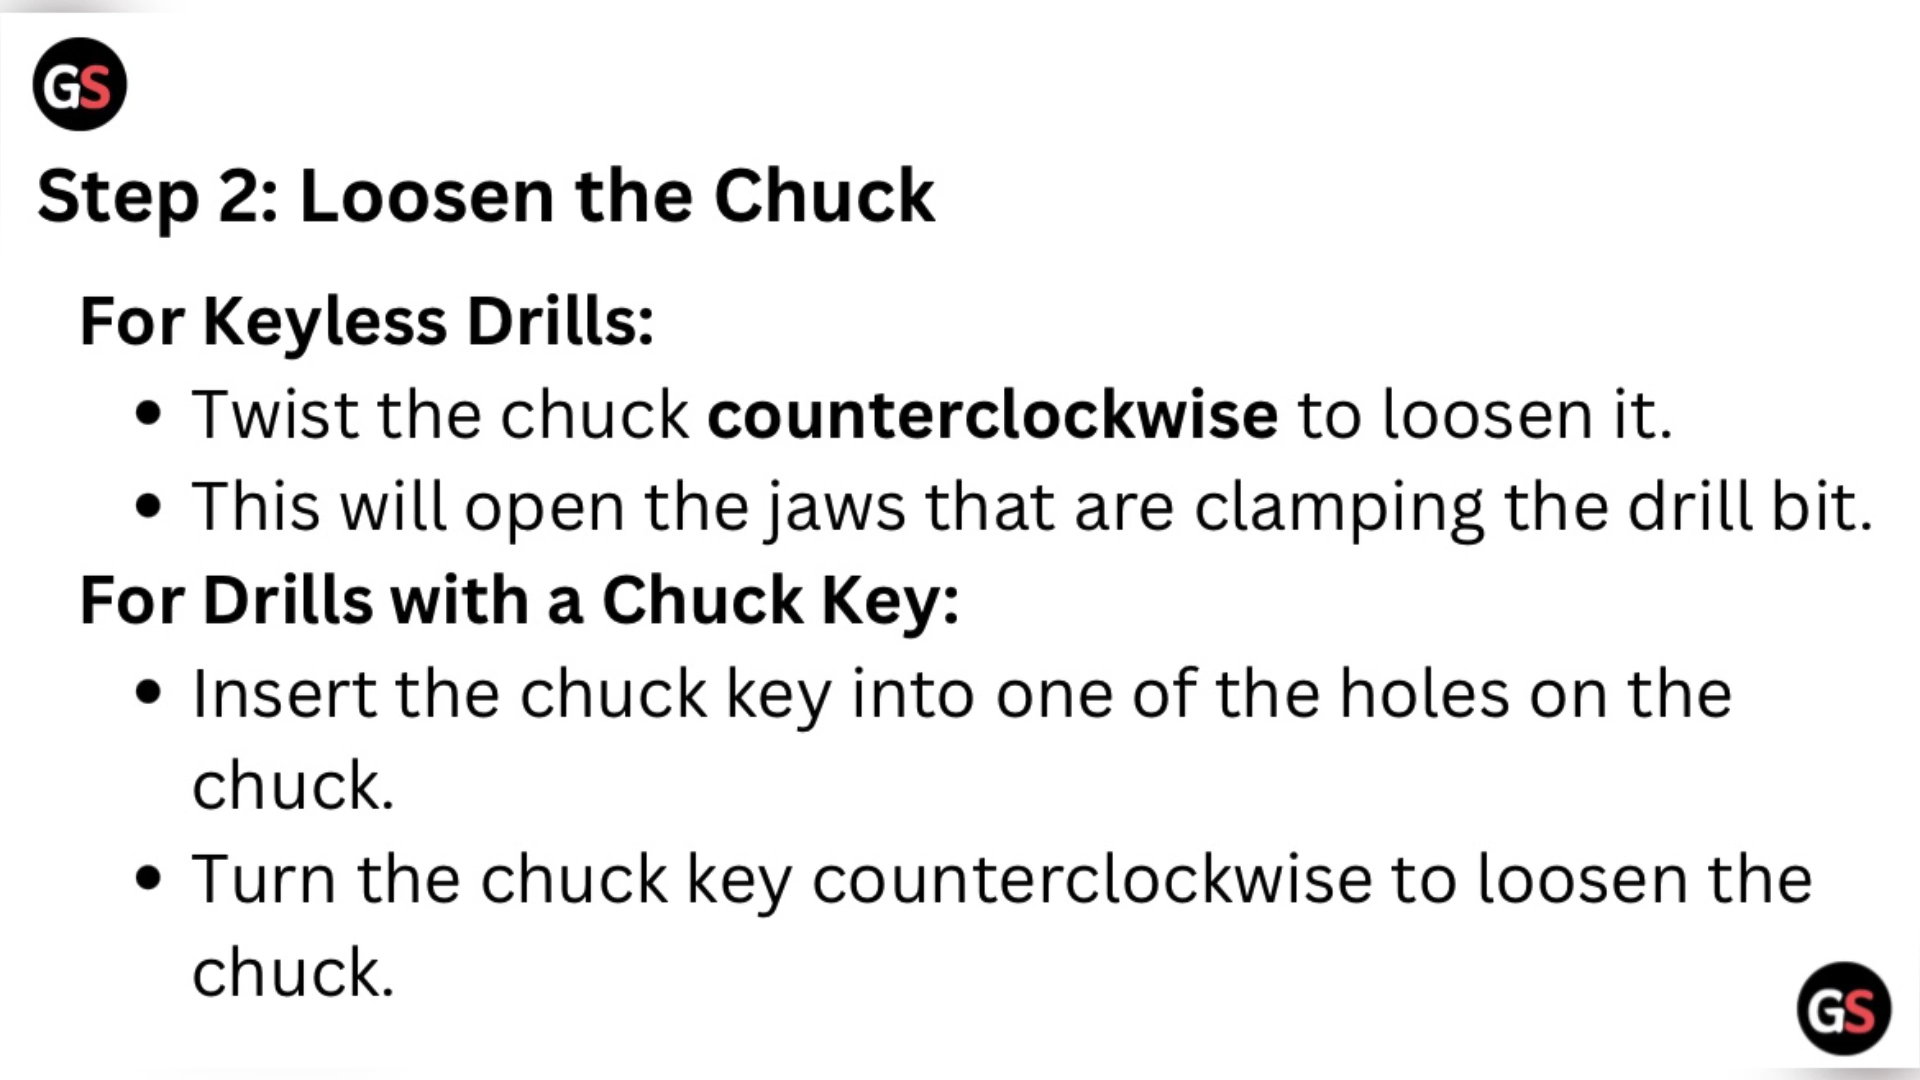 GS
Step 2: Loosen the Chuck
For Keyless Drills:
• Twist the chuck counterclockwise to loosen it.
• This will open the jaws that are clamping the drill bit.
For Drills with a Chuck Key:
• Insert the chuck key into one of the holes on the
chuck.
• Turn the chuck key counterclockwise to loosen the
chuck.
GS